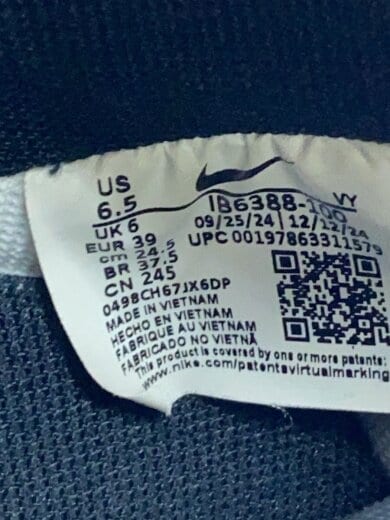 US
6.5
UK 6
EUR 39
cm 24.5
BR 37.5
CN 245
IB6388-100 VY
09/25/24 | 12/12/24
UPC 00197863311579
0498CH67JX6DP
MADE IN VIETNAM
HECHO EN VIETNAM
FABRIQUE AU VIETNAM
FABRICADO NO VIETNÃ
This product is covered by one or more patents:
www.nike.com/patentsvirtualmarking